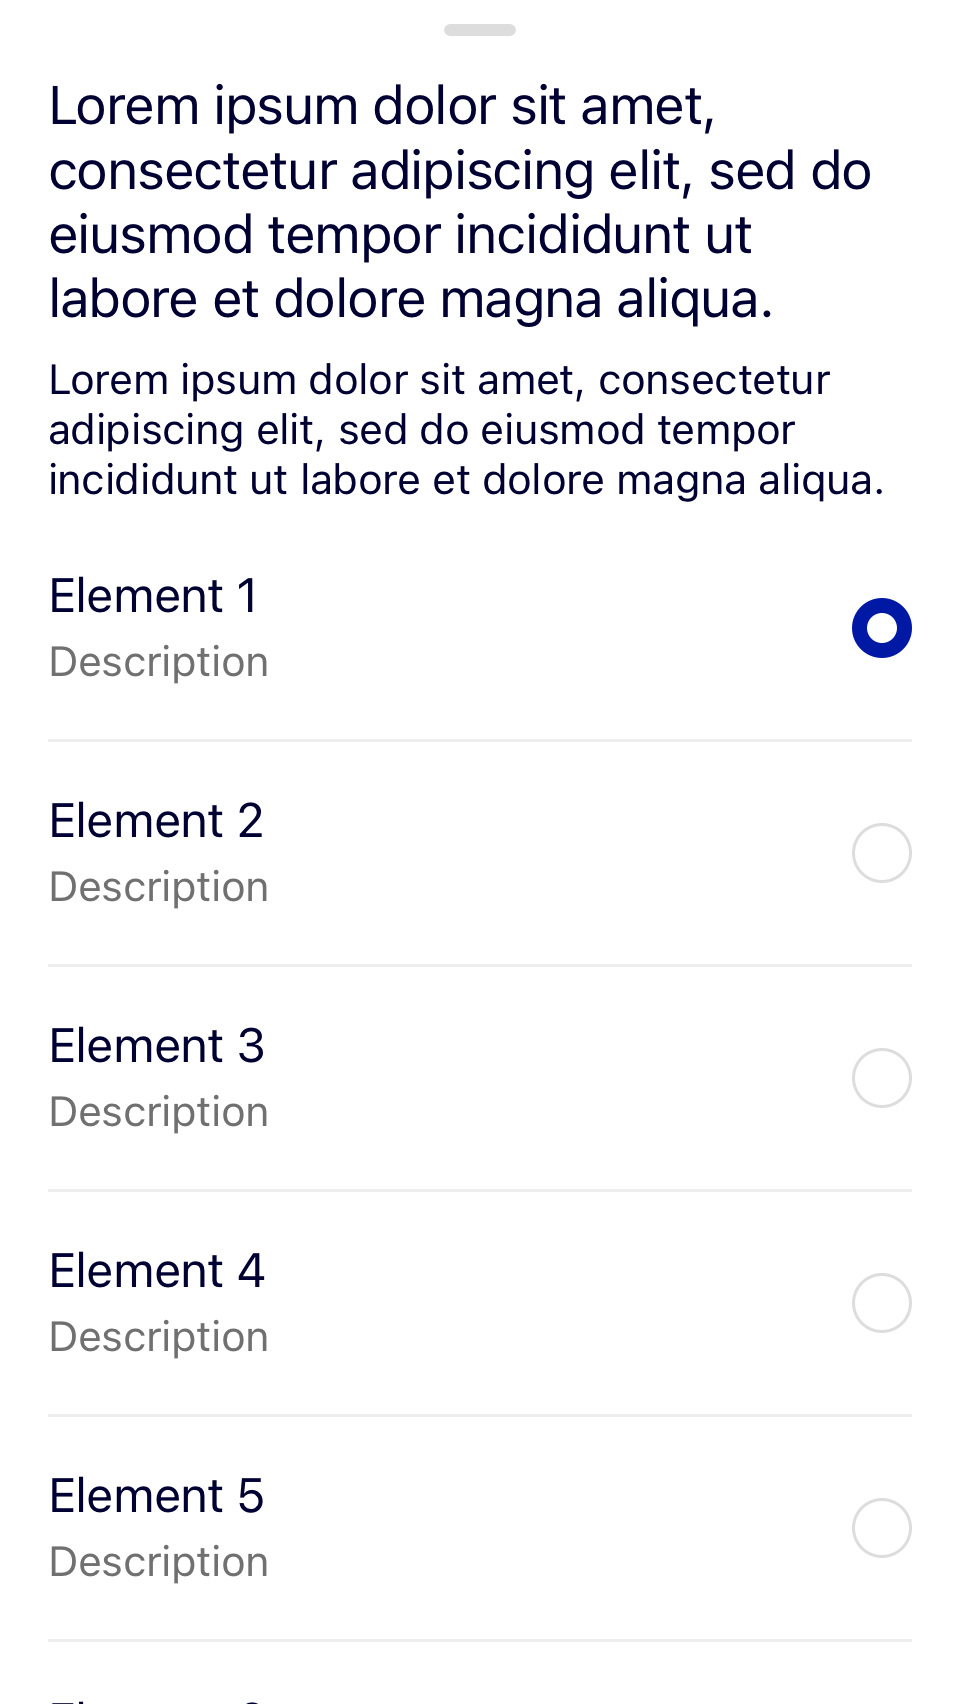 Lorem ipsum dolor sit amet,
consectetur adipiscing elit, sed do
eiusmod tempor incididunt ut
labore et dolore magna aliqua.
Lorem ipsum dolor sit amet, consectetur
adipiscing elit, sed do eiusmod tempor
incididunt ut labore et dolore magna aliqua.
Element 1
Description
Element 2
Description
Element 3
Description
Element 4
Description
Element 5
Description